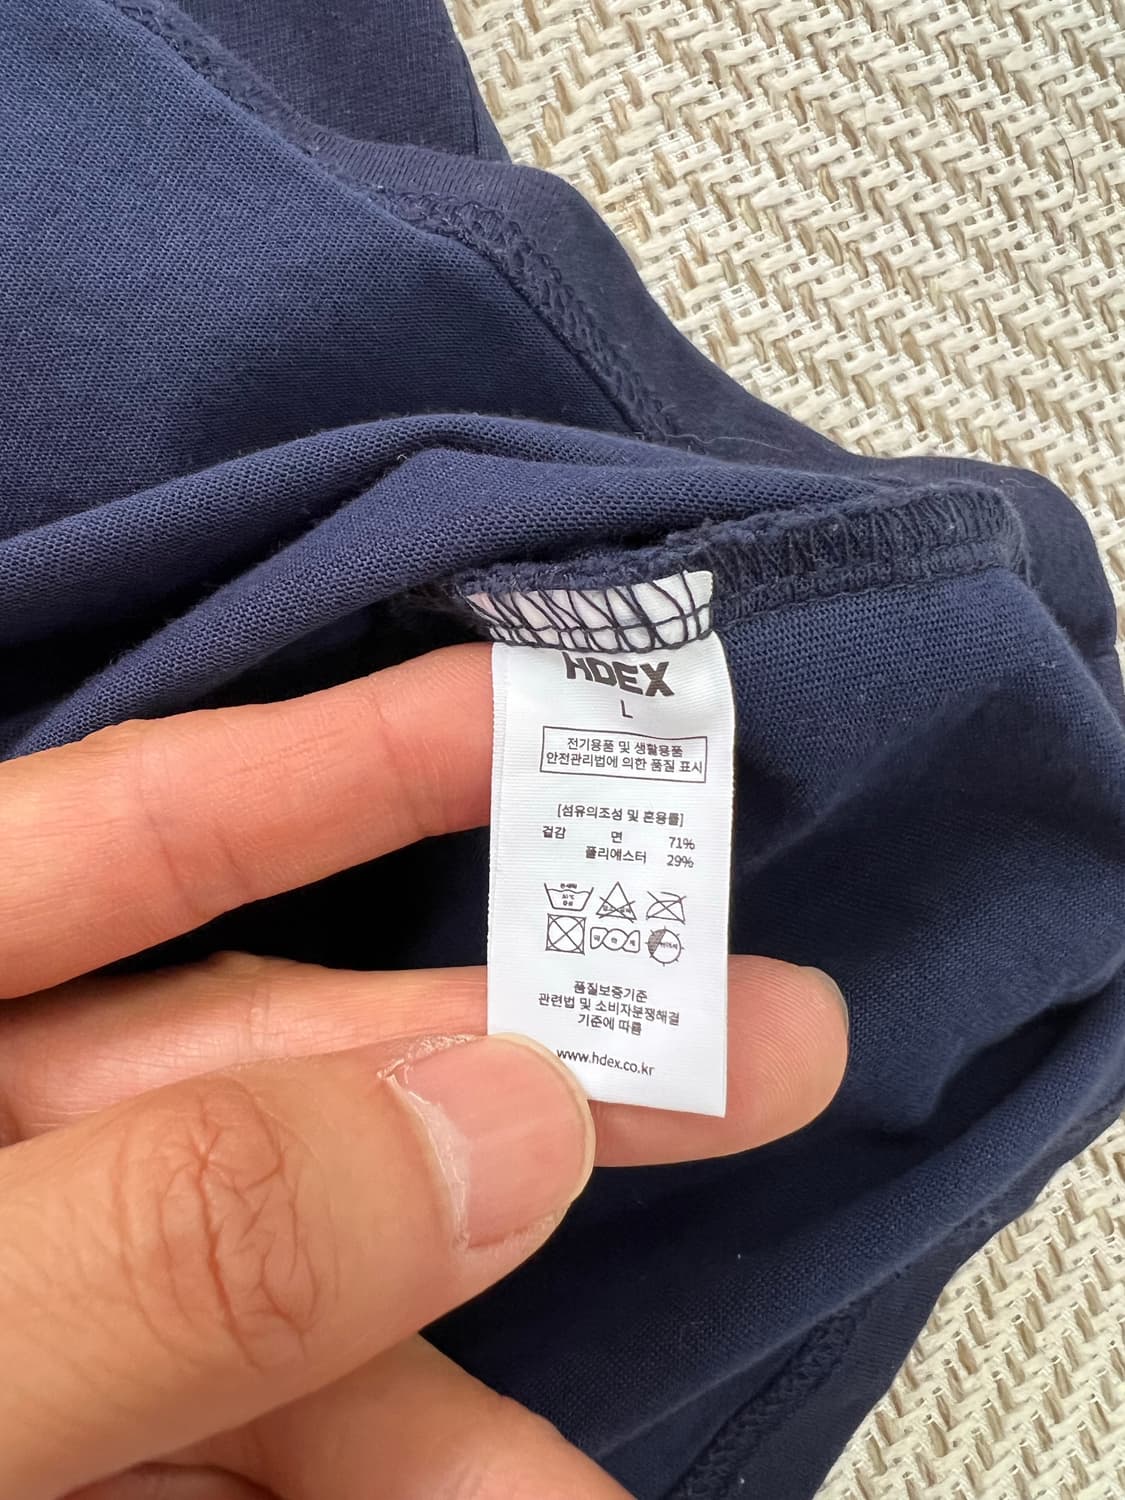 HDEX
L
전기용품 및 생활용품
안전관리법에 의한 품질 표시
[섬유의조성 및 혼용률]
겉감 면 71%
폴리에스터 29%
품질보증기준
관련법 및 소비자분쟁해결
기준에 따름
www.hdex.co.kr